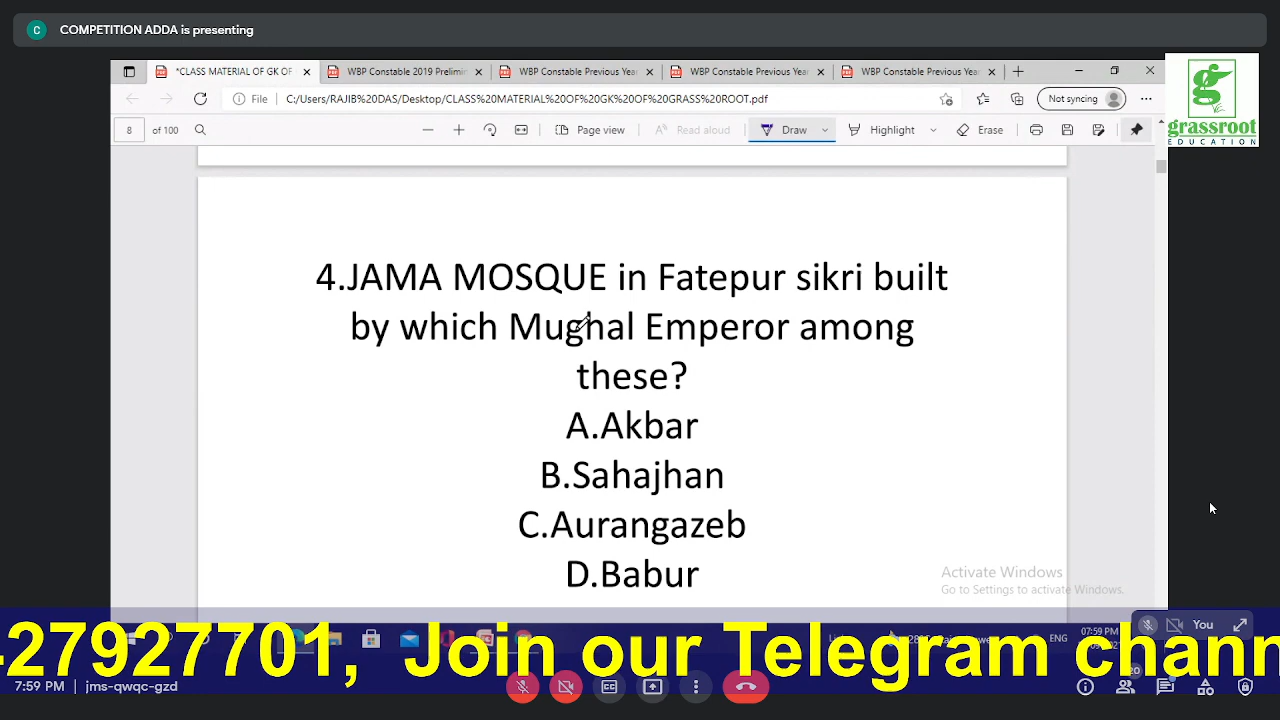 C COMPETITION ADDA is presenting
*CLASS MATERIAL OF GK OF
WBP Constable 2019 Prelimin
WBP Constable Previous Year
WBP Constable Previous Year
WBP Constable Previous Year
File C:/Users/RAJIB%20DAS/Desktop/CLASS%20MATERIAL%20OF%20GK%20OF%20GRASS%20ROOT.pdf Not syncing
8 of 100 Page view Read aloud Draw Highlight Erase
grassroot
EDUCATION
4.JAMA MOSQUE in Fatepur sikri built
by which Mughal Emperor among
these?
A.Akbar
B.Sahajhan
C.Aurangazeb
D.Babur
Activate Windows
Go to Settings to activate Windows.
You
ENG 07:59 PM
27927701, Join our Telegram chann
7:59 PM jms-qwqc-gzd